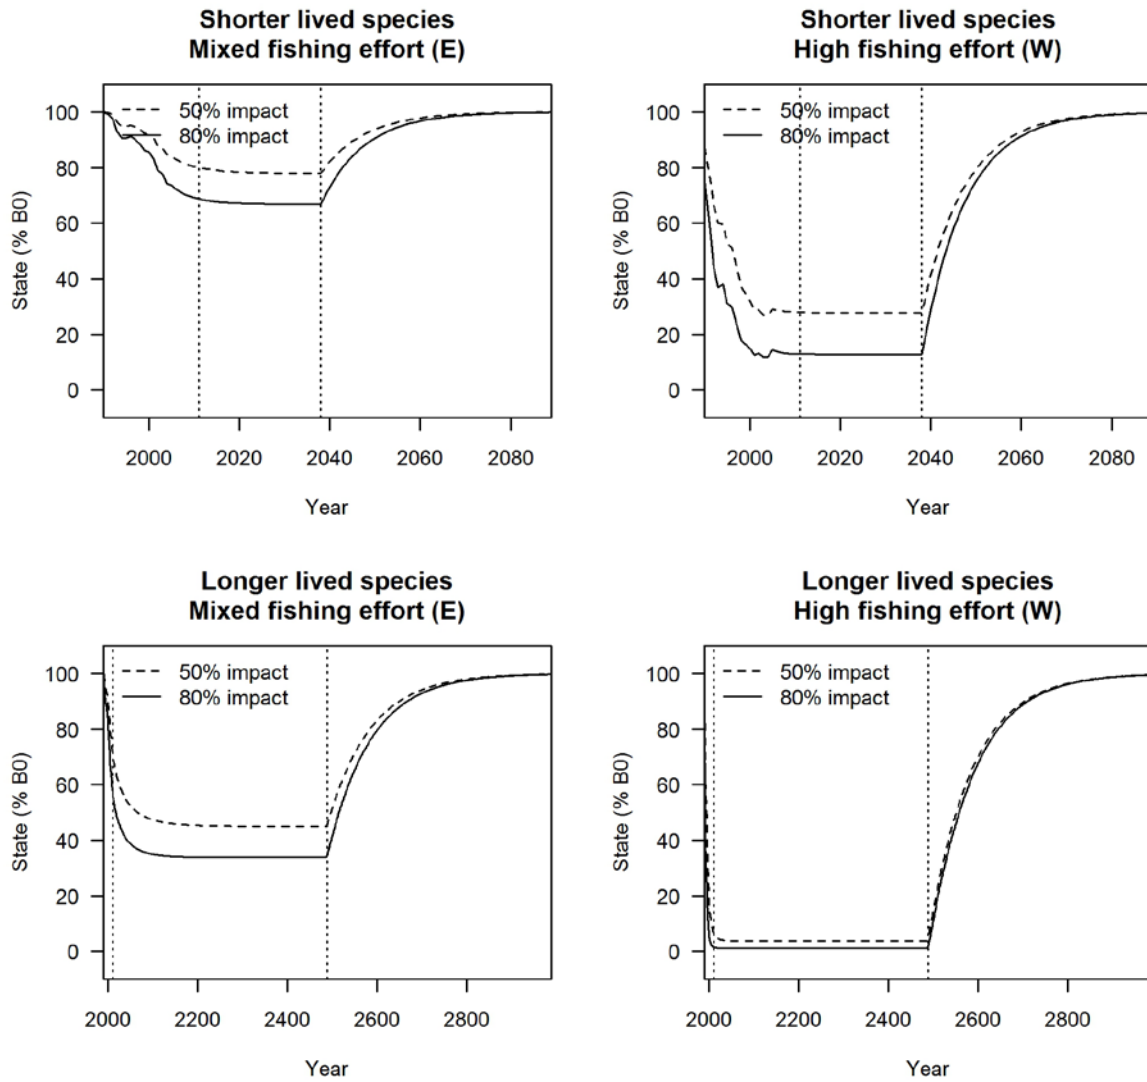 Shorter lived species
Mixed fishing effort (E)
50% impact
80% impact
State (% B0)
100
80
60
40
20
0
2000 2020 2040 2060 2080
Year
Shorter lived species
High fishing effort (W)
50% impact
80% impact
State (% B0)
100
80
60
40
20
0
2000 2020 2040 2060 2080
Year
Longer lived species
Mixed fishing effort (E)
50% impact
80% impact
State (% B0)
100
80
60
40
20
0
2000 2200 2400 2600 2800
Year
Longer lived species
High fishing effort (W)
50% impact
80% impact
State (% B0)
100
80
60
40
20
0
2000 2200 2400 2600 2800
Year